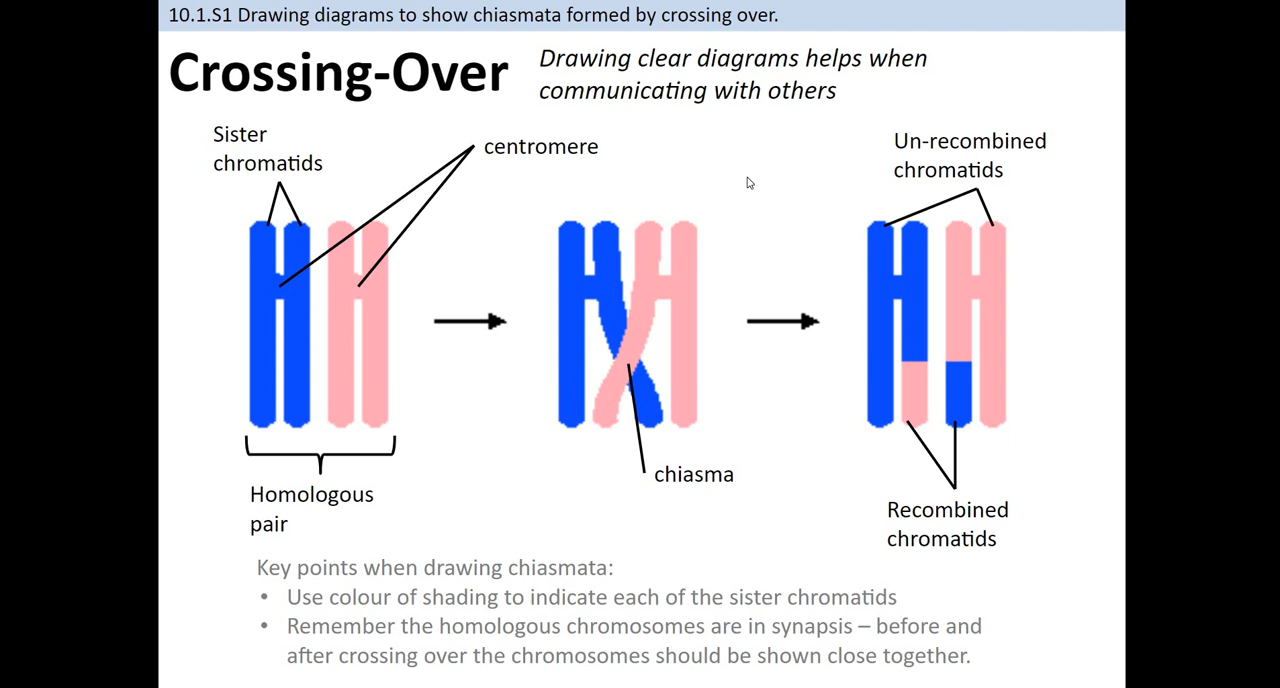 10.1.S1 Drawing diagrams to show chiasmata formed by crossing over.
Crossing-Over
Drawing clear diagrams helps when
communicating with others
Sister
chromatids
centromere
Un-recombined
chromatids
chiasma
Homologous
pair
Recombined
chromatids
Key points when drawing chiasmata:
• Use colour of shading to indicate each of the sister chromatids
• Remember the homologous chromosomes are in synapsis – before and
after crossing over the chromosomes should be shown close together.